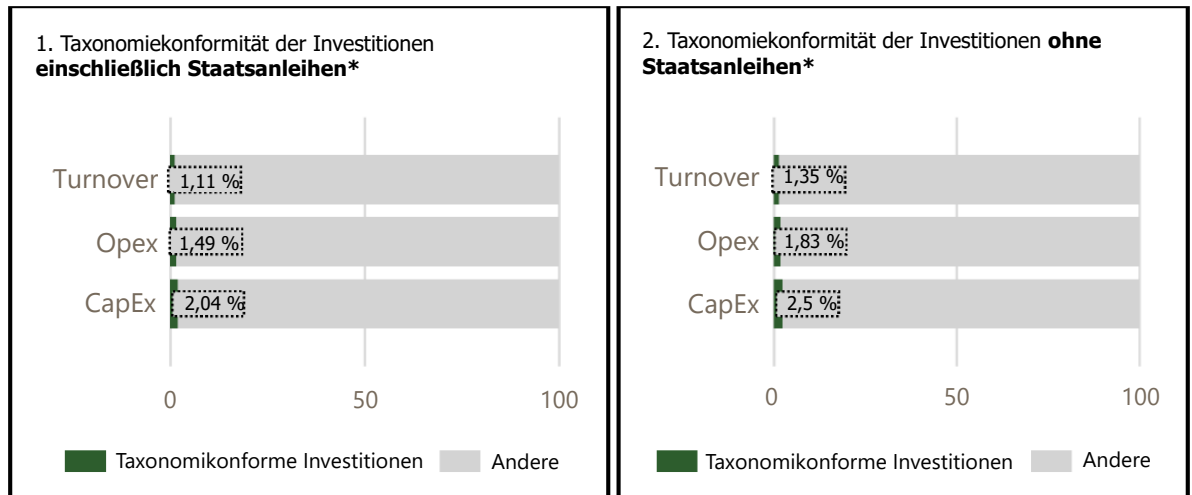 1. Taxonomiekonformität der Investitionen
einschließlich Staatsanleihen*
Turnover
1,11 %
Opex
1,49 %
CapEx
2,04 %
0
50
100
Taxonomikonforme Investitionen
Andere
2. Taxonomiekonformität der Investitionen ohne
Staatsanleihen*
Turnover
1,35 %
Opex
1,83 %
CapEx
2,5 %
0
50
100
Taxonomikonforme Investitionen
Andere